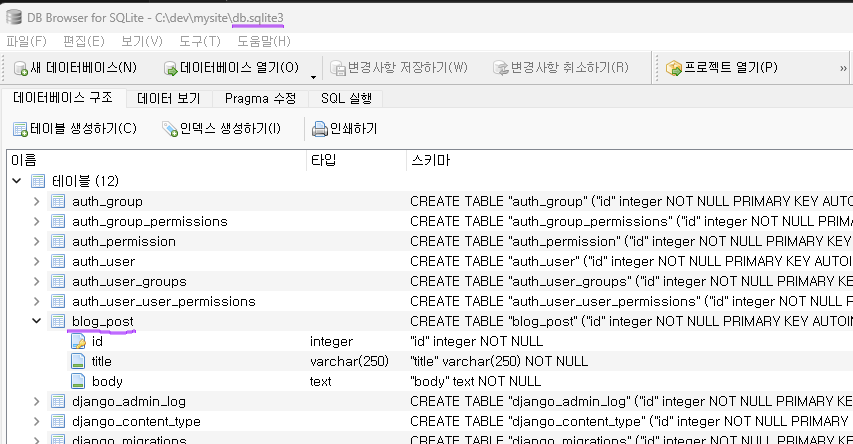 DB Browser for SQLite - C:\dev\mysite\db.sqlite3
파일(F) 편집(E) 보기(V) 도구(T) 도움말(H)
새 데이터베이스(N) 데이터베이스 열기(O) 변경사항 저장하기(W) 변경사항 취소하기(R) 프로젝트 열기(P) »
데이터베이스 구조 데이터 보기 Pragma 수정 SQL 실행
테이블 생성하기(C) 인덱스 생성하기(I) 인쇄하기
이름 타입 스키마
테이블 (12)
auth_group CREATE TABLE "auth_group" ("id" integer NOT NULL PRIMARY KEY AUTO
auth_group_permissions CREATE TABLE "auth_group_permissions" ("id" integer NOT NULL PRIM
auth_permission CREATE TABLE "auth_permission" ("id" integer NOT NULL PRIMARY KEY
auth_user CREATE TABLE "auth_user" ("id" integer NOT NULL PRIMARY KEY AUTOI
auth_user_groups CREATE TABLE "auth_user_groups" ("id" integer NOT NULL PRIMARY KE
auth_user_user_permissions CREATE TABLE "auth_user_user_permissions" ("id" integer NOT NULL P
blog_post CREATE TABLE "blog_post" ("id" integer NOT NULL PRIMARY KEY AUTOIN
id integer "id" integer NOT NULL
title varchar(250) "title" varchar(250) NOT NULL
body text "body" text NOT NULL
django_admin_log CREATE TABLE "django_admin_log" ("id" integer NOT NULL PRIMARY KE
django_content_type CREATE TABLE "django_content_type" ("id" integer NOT NULL PRIMARY
django_migrations CREATE TABLE "django_migrations" ("id" integer NOT NULL PRIMARY KE